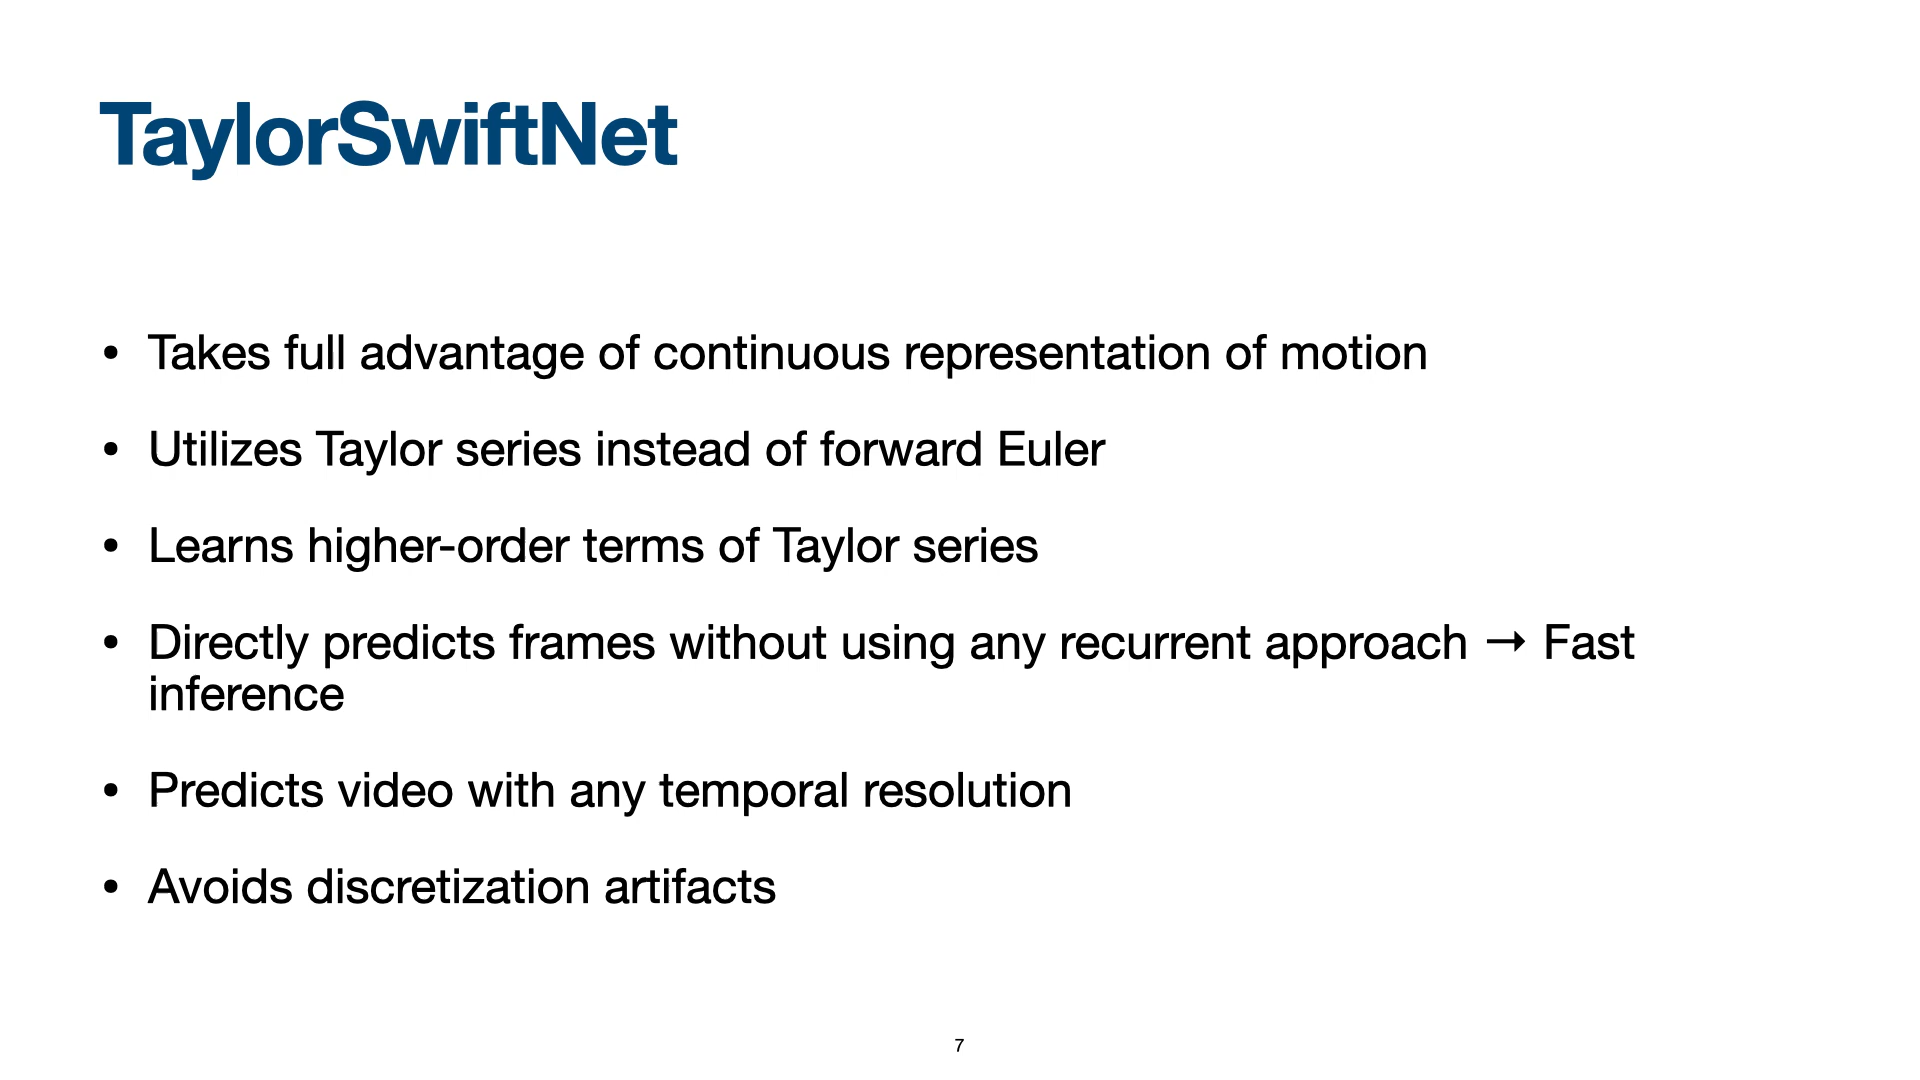 TaylorSwiftNet
• Takes full advantage of continuous representation of motion
• Utilizes Taylor series instead of forward Euler
• Learns higher-order terms of Taylor series
• Directly predicts frames without using any recurrent approach → Fast
inference
• Predicts video with any temporal resolution
• Avoids discretization artifacts
7